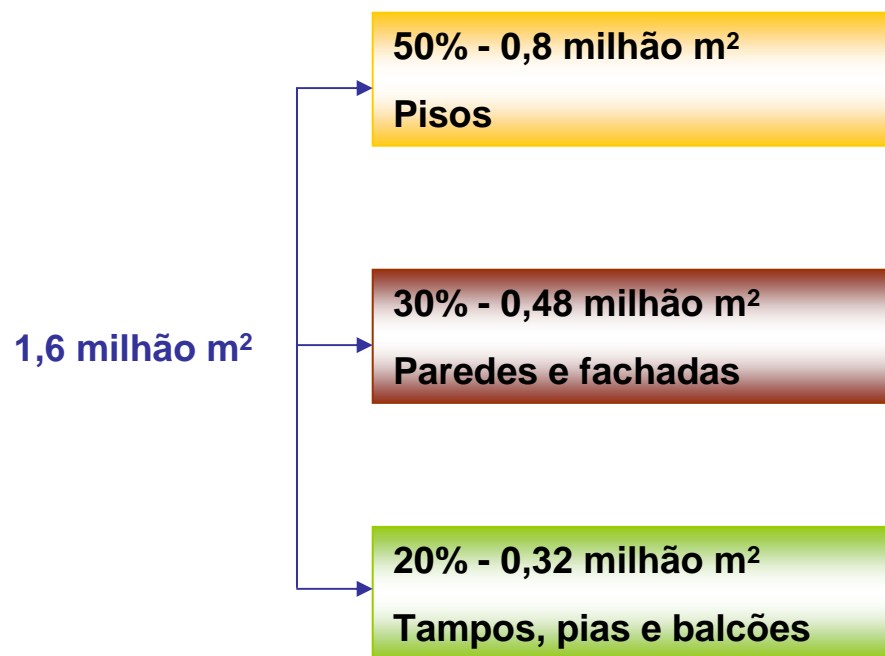 50% - 0,8 milhão m²
Pisos
30% - 0,48 milhão m²
1,6 milhão m²
Paredes e fachadas
20% - 0,32 milhão m²
Tampos, pias e balcões